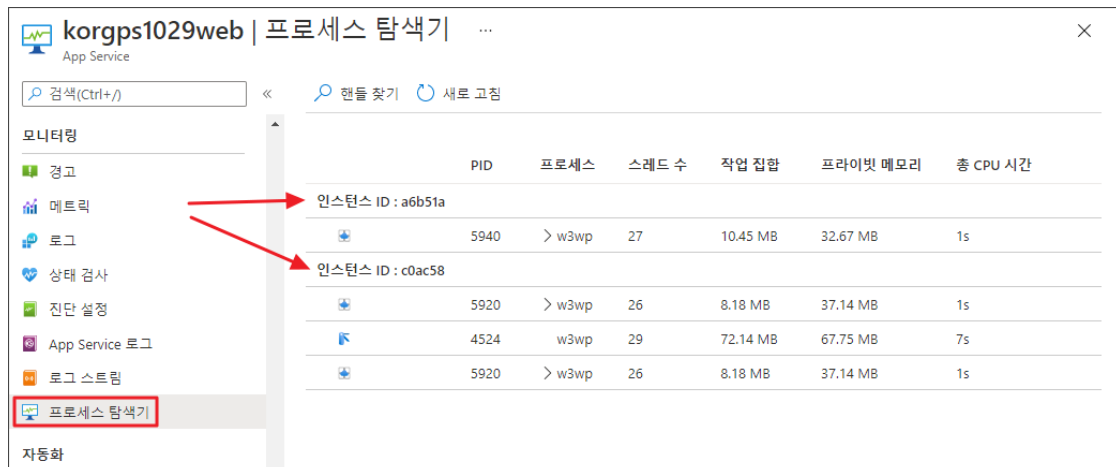 korgps1029web | 프로세스 탐색기 ...
App Service
검색(Ctrl+/)
«
핸들 찾기
새로 고침
모니터링
경고
메트릭
로그
상태 검사
진단 설정
App Service 로그
로그 스트림
프로세스 탐색기
자동화
PID 프로세스 스레드 수 작업 집합 프라이빗 메모리 총 CPU 시간
인스턴스 ID : a6b51a
5940 > w3wp 27 10.45 MB 32.67 MB 1s
인스턴스 ID : c0ac58
5920 > w3wp 26 8.18 MB 37.14 MB 1s
4524 w3wp 29 72.14 MB 67.75 MB 7s
5920 > w3wp 26 8.18 MB 37.14 MB 1s